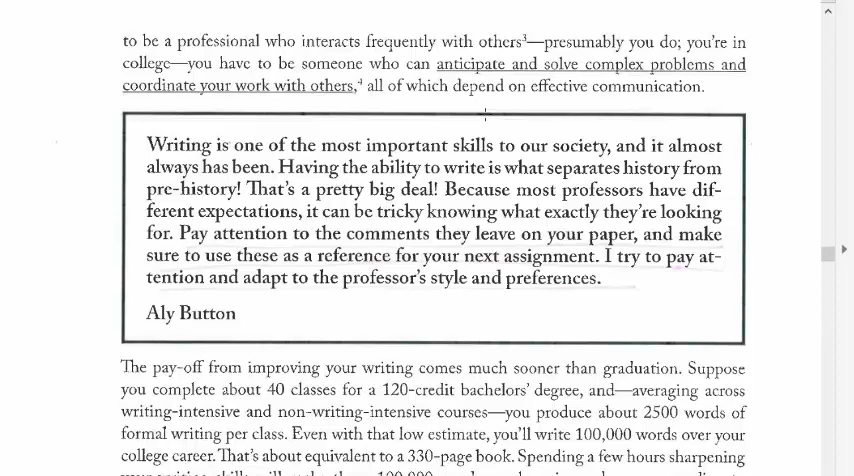 to be a professional who interacts frequently with others³—presumably you do; you're in
college—you have to be someone who can anticipate and solve complex problems and
coordinate your work with others,⁴ all of which depend on effective communication.
Writing is one of the most important skills to our society, and it almost
always has been. Having the ability to write is what separates history from
pre-history! That's a pretty big deal! Because most professors have dif-
ferent expectations, it can be tricky knowing what exactly they're looking
for. Pay attention to the comments they leave on your paper, and make
sure to use these as a reference for your next assignment. I try to pay at-
tention and adapt to the professor's style and preferences.
Aly Button
The pay-off from improving your writing comes much sooner than graduation. Suppose
you complete about 40 classes for a 120-credit bachelors' degree, and—averaging across
writing-intensive and non-writing-intensive courses—you produce about 2500 words of
formal writing per class. Even with that low estimate, you'll write 100,000 words over your
college career. That's about equivalent to a 330-page book. Spending a few hours sharpening